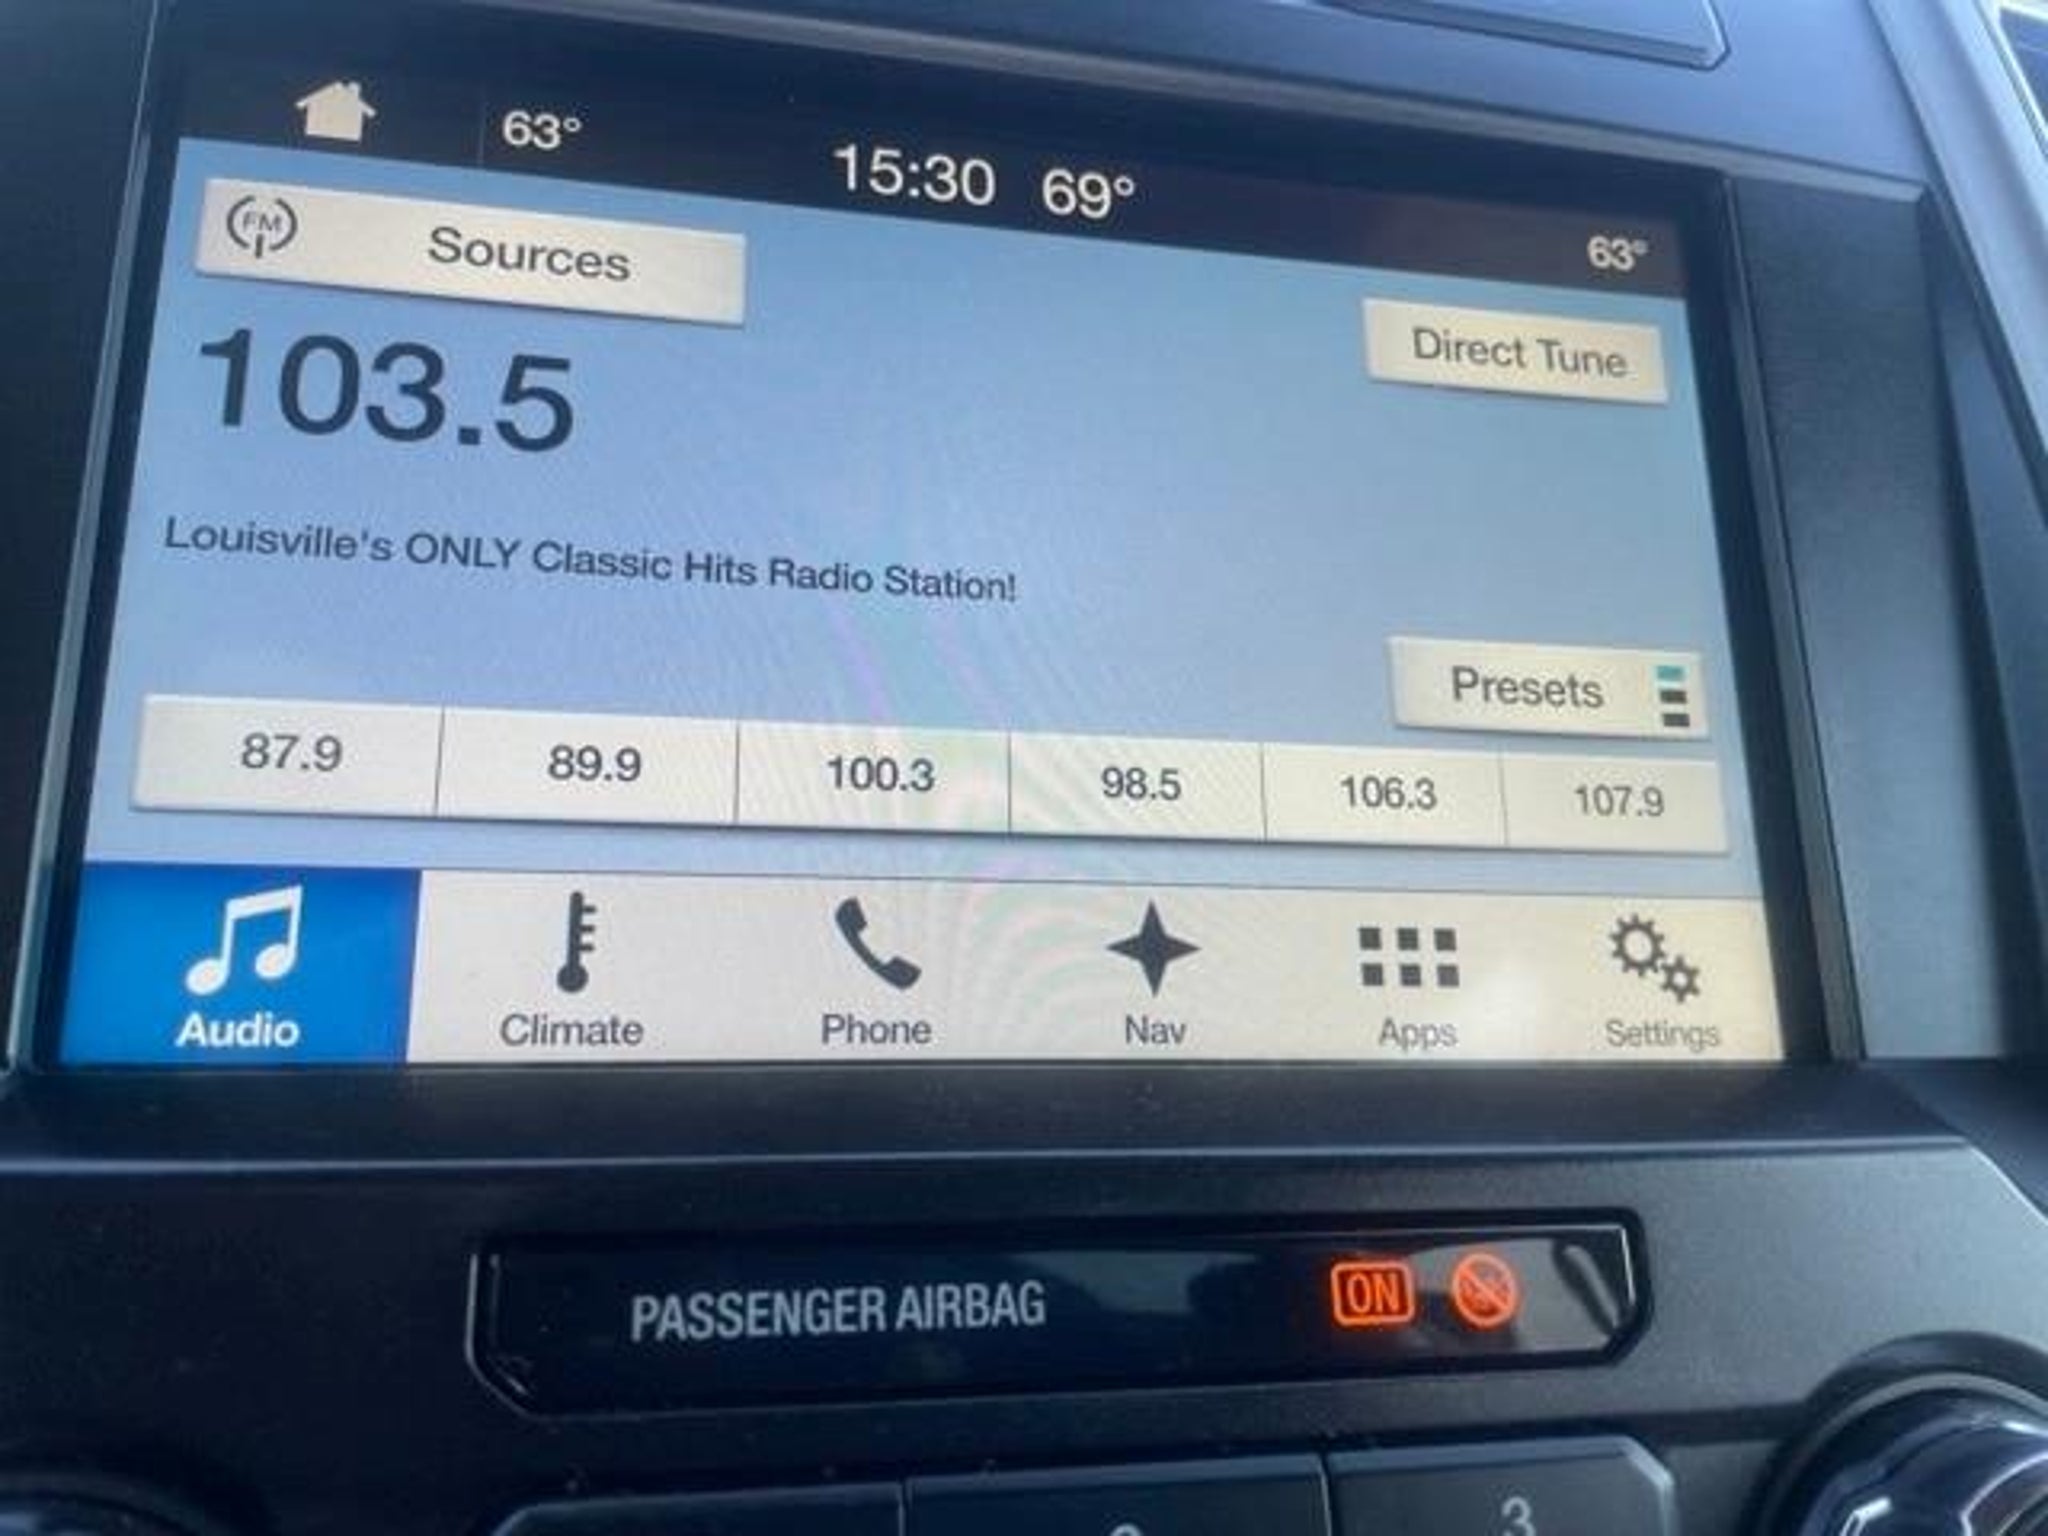 63° 15:30 69° 63°
FM Sources
103.5 Direct Tune
Louisville's ONLY Classic Hits Radio Station!
Presets
87.9 89.9 100.3 98.5 106.3 107.9
Audio Climate Phone Nav Apps Settings
PASSENGER AIRBAG ON
3